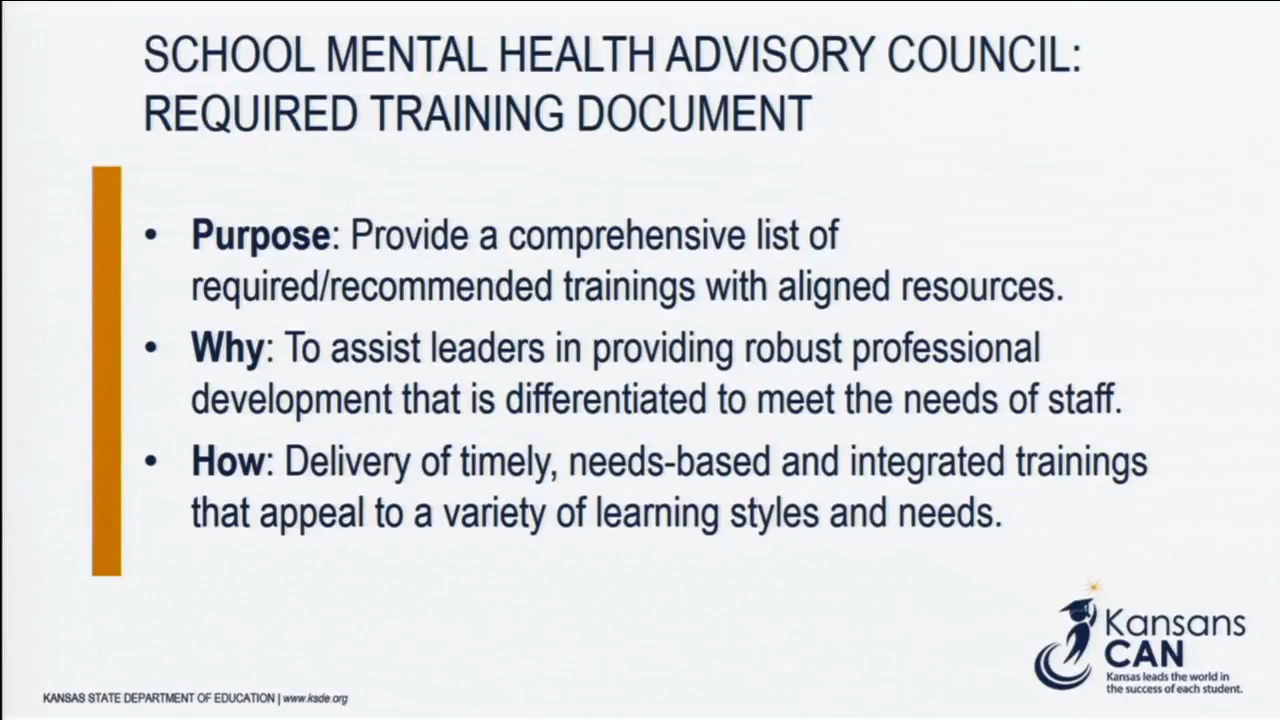 SCHOOL MENTAL HEALTH ADVISORY COUNCIL:
REQUIRED TRAINING DOCUMENT
• Purpose: Provide a comprehensive list of
required/recommended trainings with aligned resources.
• Why: To assist leaders in providing robust professional
development that is differentiated to meet the needs of staff.
• How: Delivery of timely, needs-based and integrated trainings
that appeal to a variety of learning styles and needs.
Kansans
CAN
Kansas leads the world in
the success of each student.
KANSAS STATE DEPARTMENT OF EDUCATION | www.ksde.org